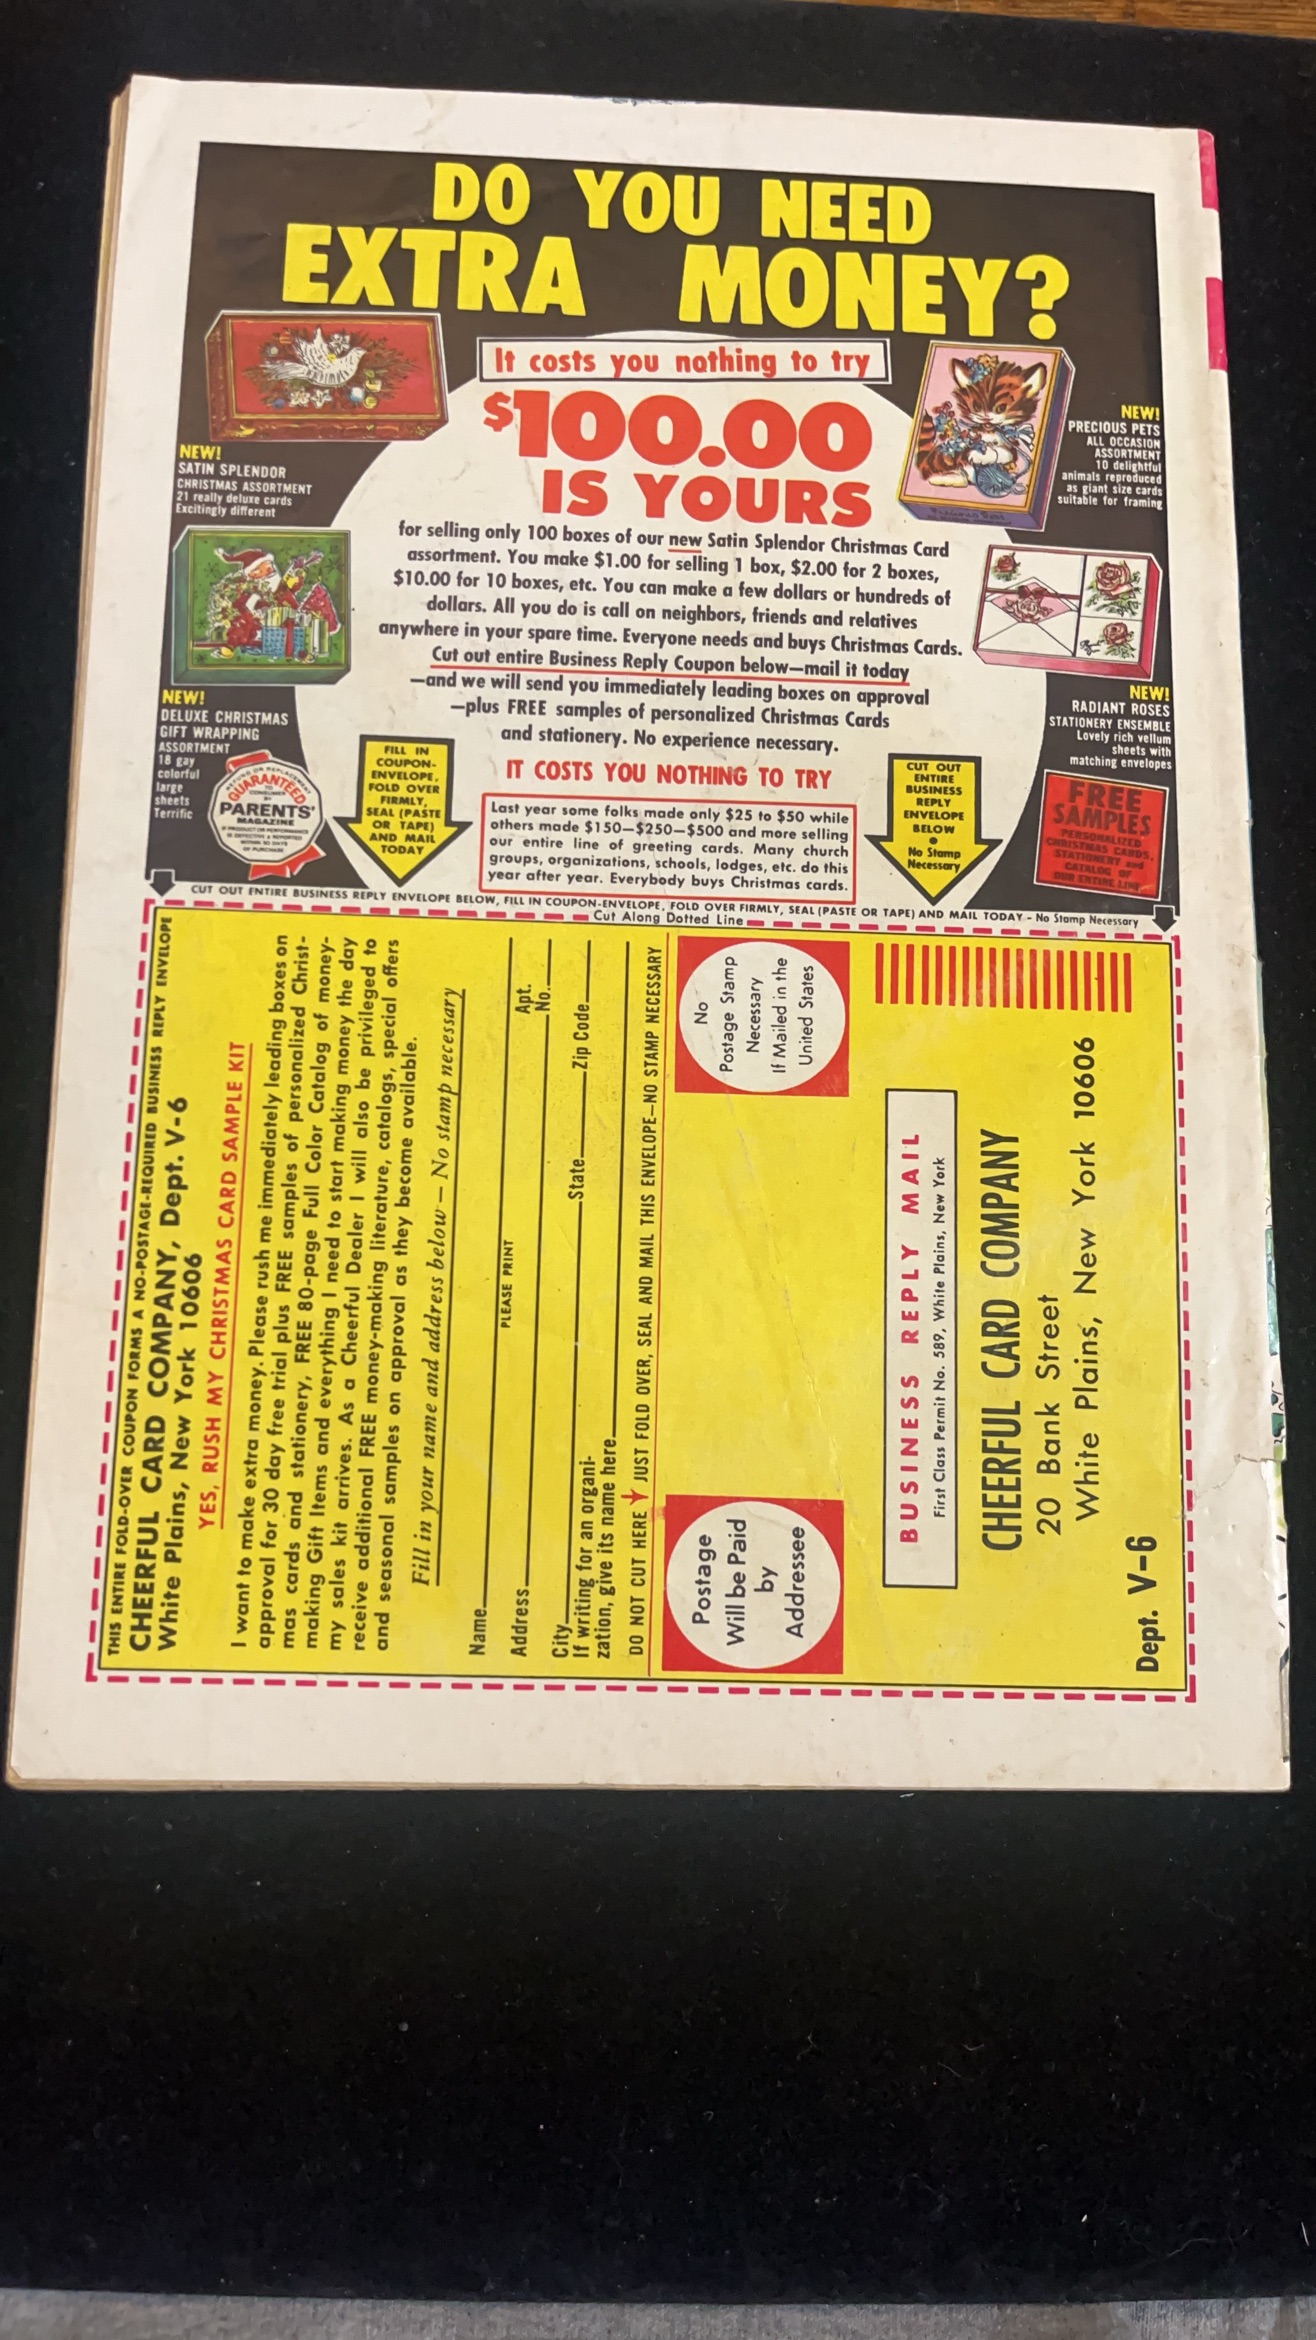 DO YOU NEED
EXTRA MONEY?
It costs you nothing to try
$100.00
IS YOURS
for selling only 100 boxes of our new Satin Splendor Christmas Card
assortment. You make $1.00 for selling 1 box, $2.00 for 2 boxes,
$10.00 for 10 boxes, etc. You can make a few dollars or hundreds of
dollars. All you do is call on neighbors, friends and relatives
anywhere in your spare time. Everyone needs and buys Christmas Cards.
Cut out entire Business Reply Coupon below—mail it today
—and we will send you immediately leading boxes on approval
—plus FREE samples of personalized Christmas Cards
and stationery. No experience necessary.
IT COSTS YOU NOTHING TO TRY
Last year some folks made only $25 to $50 while
others made $150—$250—$500 and more selling
our entire line of greeting cards. Many church
groups, organizations, schools, lodges, etc. do this
year after year. Everybody buys Christmas cards.
NEW!
SATIN SPLENDOR
CHRISTMAS ASSORTMENT
21 really deluxe cards
Excitingly different
NEW!
DELUXE CHRISTMAS
GIFT WRAPPING
ASSORTMENT
18 gay
colorful
large
sheets
Terrific
GUARANTEED
PARENTS'
MAGAZINE
FILL IN
COUPON-
ENVELOPE,
FOLD OVER
FIRMLY,
SEAL (PASTE
OR TAPE)
AND MAIL
TODAY
Precious Pets
NEW!
PRECIOUS PETS
ALL OCCASION
ASSORTMENT
10 delightful
animals reproduced
as giant size cards
suitable for framing
NEW!
RADIANT ROSES
STATIONERY ENSEMBLE
Lovely rich vellum
sheets with
matching envelopes
CUT OUT
ENTIRE
BUSINESS
REPLY
ENVELOPE
BELOW
•
No Stamp
Necessary
FREE
SAMPLES
PERSONALIZED
CHRISTMAS CARDS,
STATIONERY and
CATALOG OF
OUR ENTIRE LINE
CUT OUT ENTIRE BUSINESS REPLY ENVELOPE BELOW, FILL IN COUPON-ENVELOPE, FOLD OVER FIRMLY, SEAL (PASTE OR TAPE) AND MAIL TODAY - No Stamp Necessary
Cut Along Dotted Line
THIS ENTIRE FOLD-OVER COUPON FORMS A NO-POSTAGE-REQUIRED BUSINESS REPLY ENVELOPE
CHEERFUL CARD COMPANY, Dept. V-6
White Plains, New York 10606
YES, RUSH MY CHRISTMAS CARD SAMPLE KIT
I want to make extra money. Please rush me immediately leading boxes on
approval for 30 day free trial plus FREE samples of personalized Christ-
mas cards and stationery, FREE 80-page Full Color Catalog of money-
making Gift Items and everything I need to start making money the day
my sales kit arrives. As a Cheerful Dealer I will also be privileged to
receive additional FREE money-making literature, catalogs, special offers
and seasonal samples on approval as they become available.
Fill in your name and address below — No stamp necessary
Name
PLEASE PRINT
Address Apt. No.
City State Zip Code
If writing for an organi-
zation, give its name here
DO NOT CUT HERE JUST FOLD OVER, SEAL AND MAIL THIS ENVELOPE—NO STAMP NECESSARY
Postage
Will be Paid
by
Addressee
No
Postage Stamp
Necessary
If Mailed in the
United States
BUSINESS REPLY MAIL
First Class Permit No. 589, White Plains, New York
CHEERFUL CARD COMPANY
20 Bank Street
White Plains, New York 10606
Dept. V-6